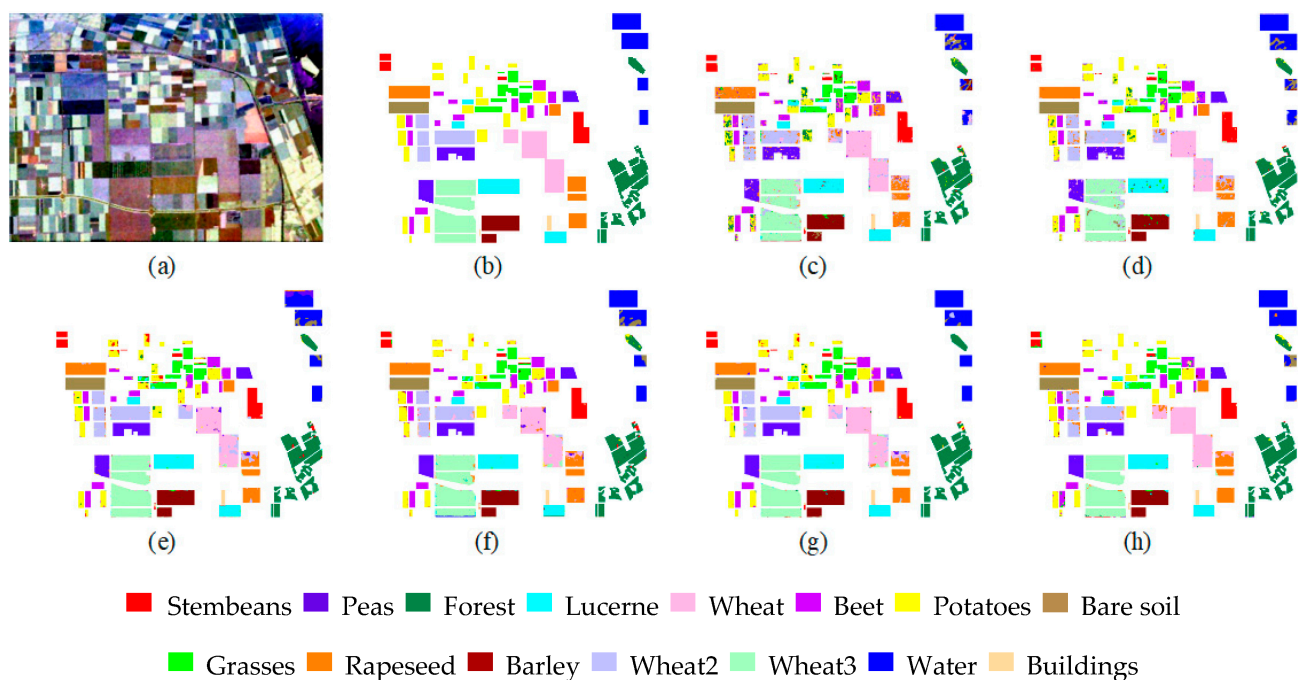 (a) (b) (c) (d)
(e) (f) (g) (h)
Stembeans Peas Forest Lucerne Wheat Beet Potatoes Bare soil
Grasses Rapeseed Barley Wheat2 Wheat3 Water Buildings